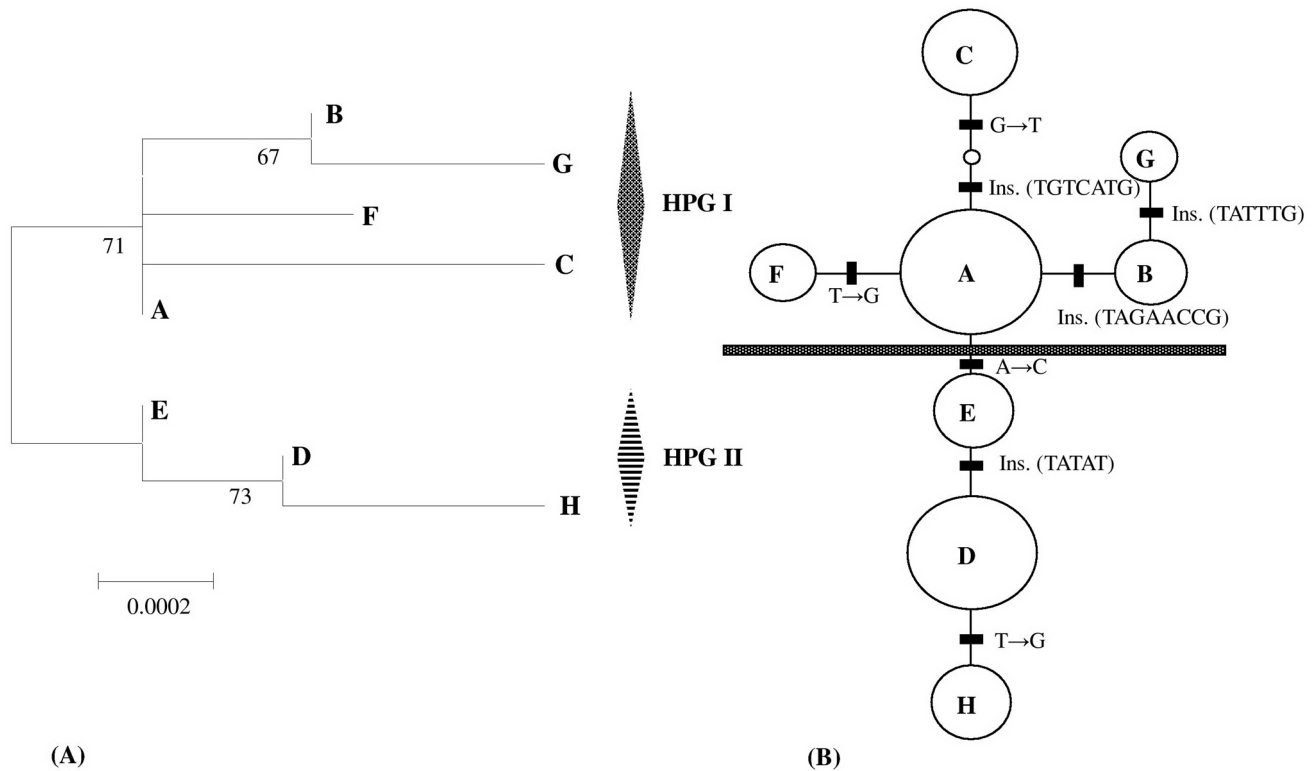 B
67
G
HPG I
F
71
C
A
E
D
HPG II
73
H
0.0002
(A)
C
G→T
G
Ins. (TGTCATG)
Ins. (TATTTG)
F
A
B
T→G
Ins. (TAGAACCG)
A→C
E
Ins. (TATAT)
D
T→G
H
(B)